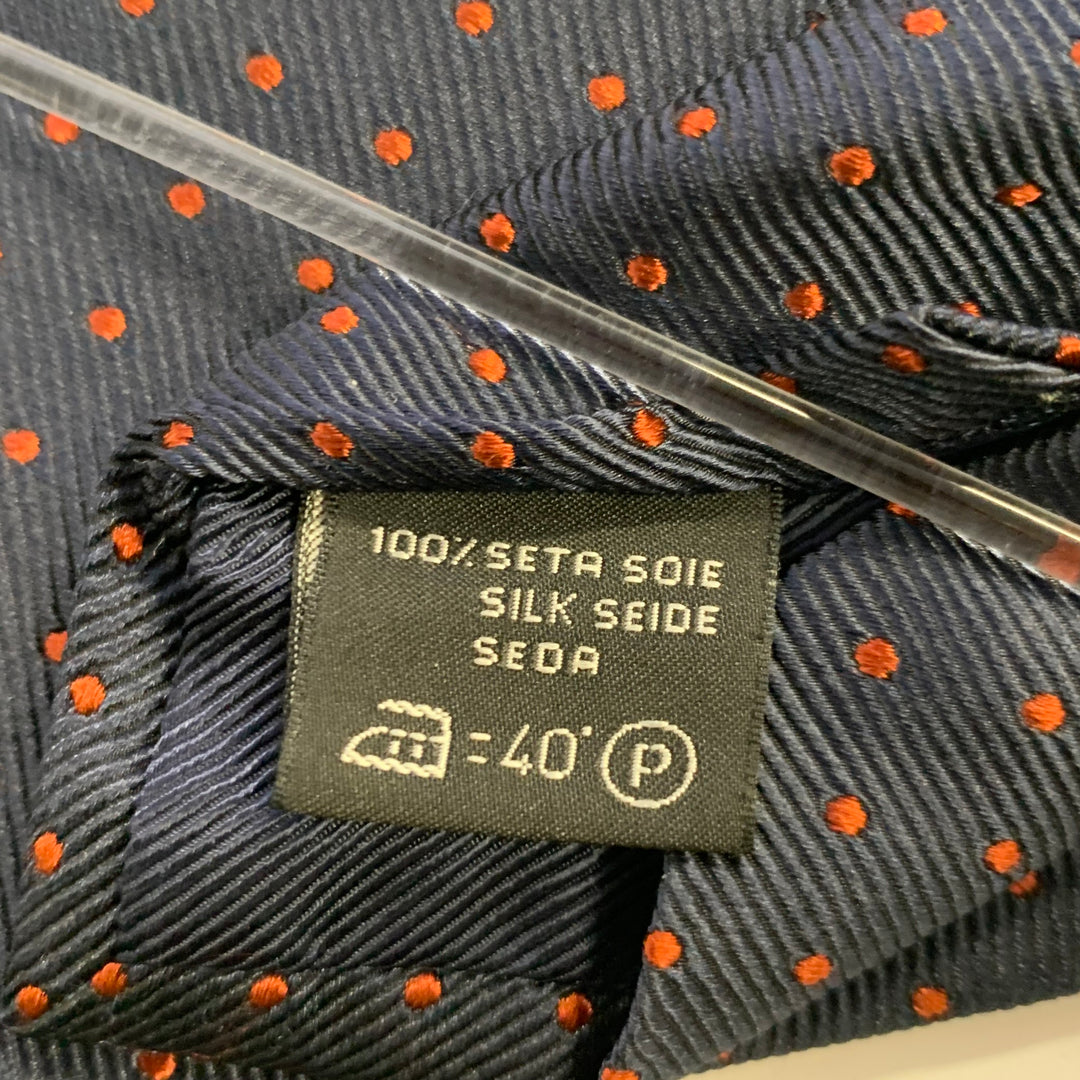 100% SETA SOIE
SILK SEIDE
SEDA
= 40° P